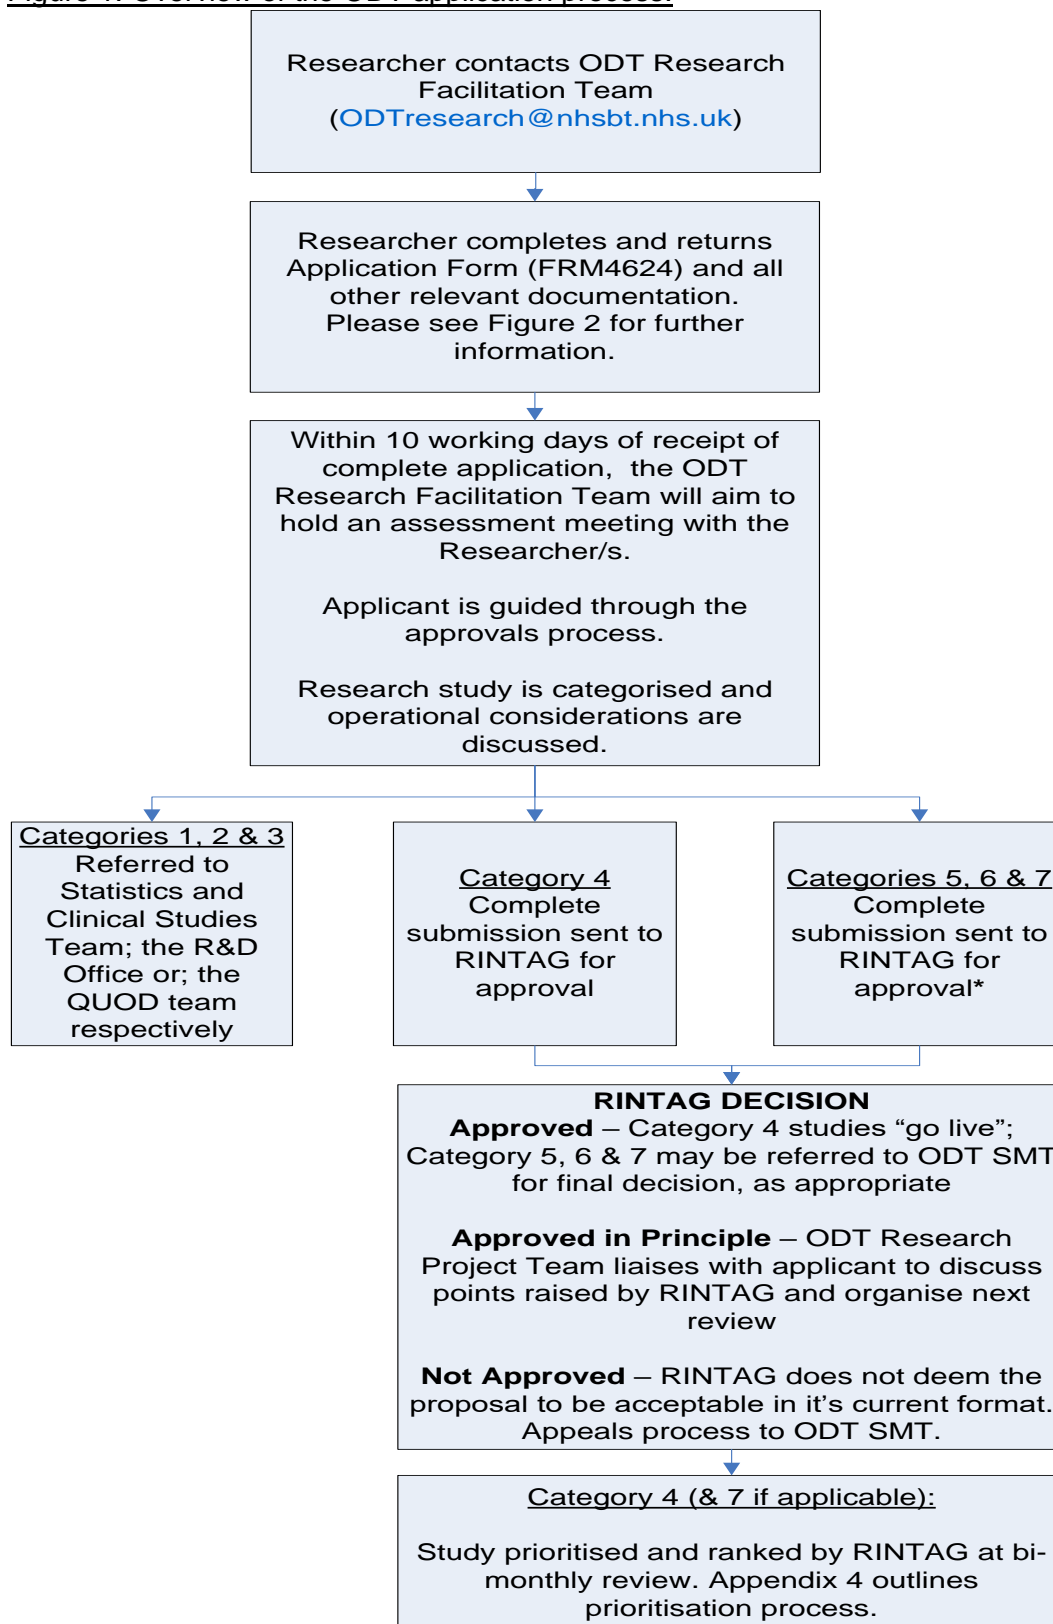 Figure 1: Overview of the ODT application process.
Researcher contacts ODT Research
Facilitation Team
(ODTresearch@nhsbt.nhs.uk)
Researcher completes and returns
Application Form (FRM4624) and all
other relevant documentation.
Please see Figure 2 for further
information.
Within 10 working days of receipt of
complete application, the ODT
Research Facilitation Team will aim to
hold an assessment meeting with the
Researcher/s.
Applicant is guided through the
approvals process.
Research study is categorised and
operational considerations are
discussed.
Categories 1, 2 & 3
Referred to
Statistics and
Clinical Studies
Team; the R&D
Office or; the
QUOD team
respectively
Category 4
Complete
submission sent to
RINTAG for
approval
Categories 5, 6 & 7
Complete
submission sent to
RINTAG for
approval*
RINTAG DECISION
Approved – Category 4 studies “go live”;
Category 5, 6 & 7 may be referred to ODT SMT
for final decision, as appropriate
Approved in Principle – ODT Research
Project Team liaises with applicant to discuss
points raised by RINTAG and organise next
review
Not Approved – RINTAG does not deem the
proposal to be acceptable in it's current format.
Appeals process to ODT SMT.
Category 4 (& 7 if applicable):
Study prioritised and ranked by RINTAG at bi-
monthly review. Appendix 4 outlines
prioritisation process.